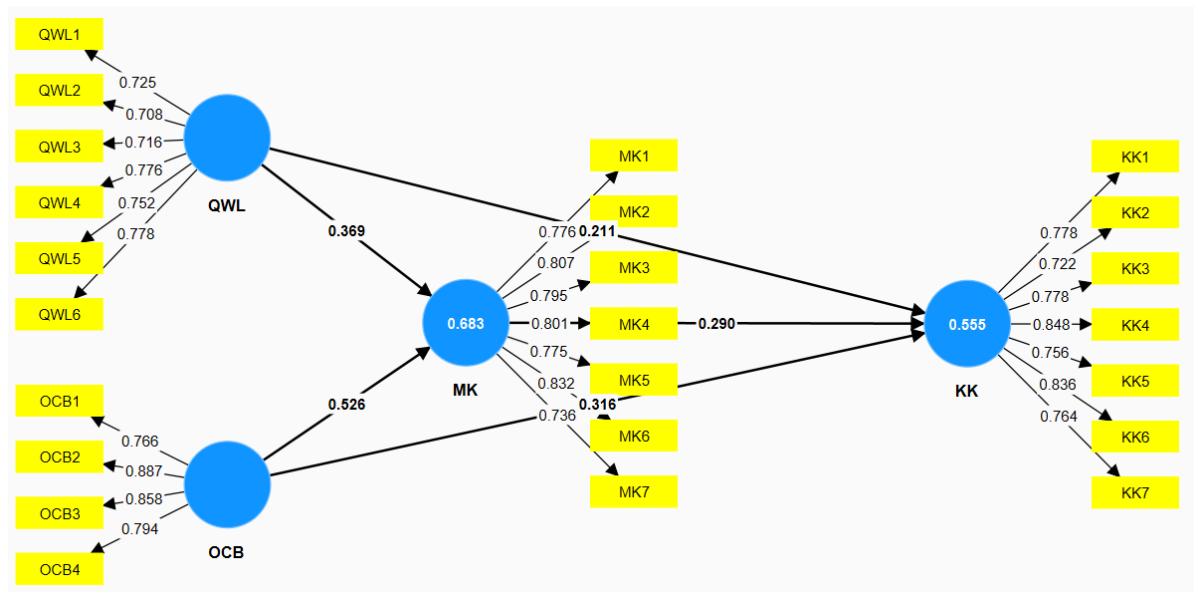 QWL1
QWL2
QWL3
QWL4
QWL5
QWL6
0.725
0.708
0.716
0.776
0.752
0.778
QWL
OCB1
OCB2
OCB3
OCB4
0.766
0.887
0.858
0.794
OCB
0.369
0.526
0.683
MK
0.776
0.807
0.795
0.801
0.775
0.832
0.736
MK1
MK2
MK3
MK4
MK5
MK6
MK7
0.211
0.290
0.316
0.555
KK
0.778
0.722
0.778
0.848
0.756
0.836
0.764
KK1
KK2
KK3
KK4
KK5
KK6
KK7